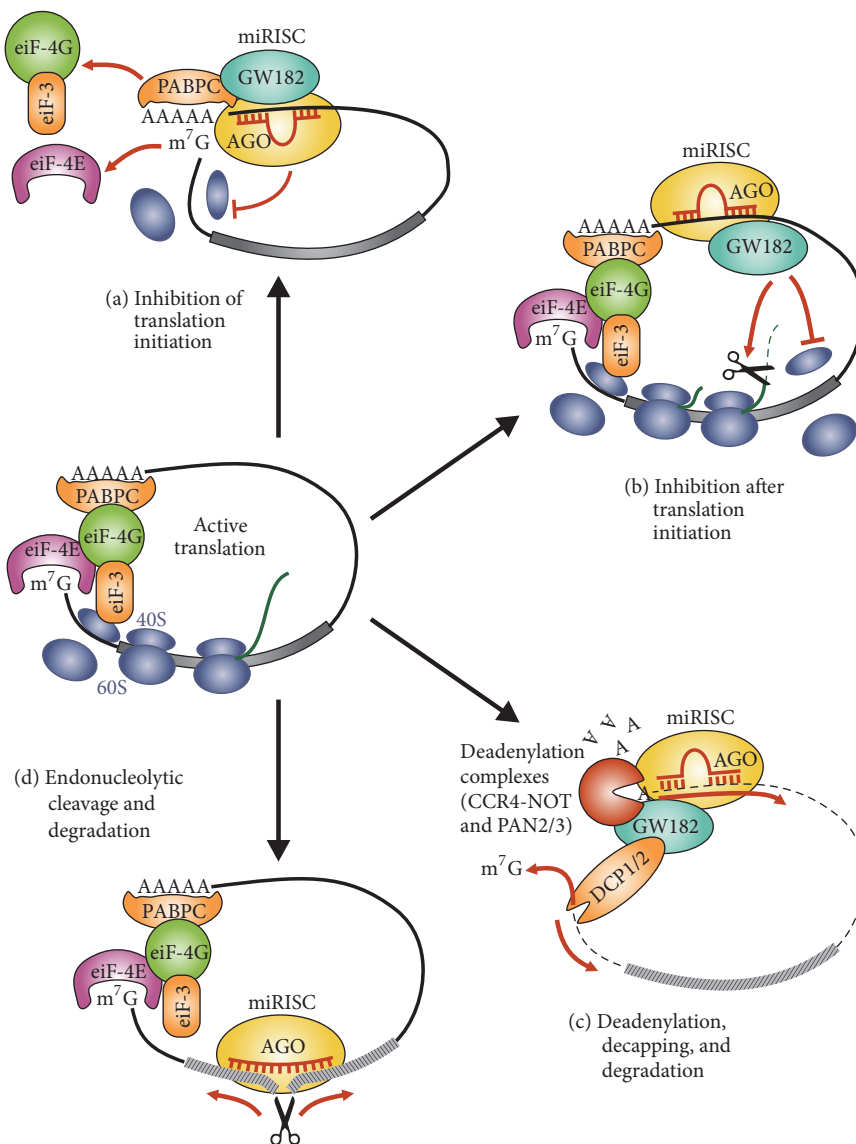 eiF-4G
eiF-3
eiF-4E
miRISC
GW182
PABPC
AAAAA
m⁷G
AGO
(a) Inhibition of
translation
initiation
miRISC
AGO
GW182
AAAAA
PABPC
eiF-4G
eiF-4E
m⁷G
eiF-3
(b) Inhibition after
translation
initiation
AAAAA
PABPC
eiF-4G
eiF-4E
m⁷G
eiF-3
Active
translation
40S
60S
(d) Endonucleolytic
cleavage and
degradation
Deadenylation
complexes
(CCR4-NOT
and PAN2/3)
A A A
A
A
miRISC
AGO
GW182
DCP1/2
m⁷G
(c) Deadenylation,
decapping, and
degradation
AAAAA
PABPC
eiF-4G
eiF-4E
m⁷G
eiF-3
miRISC
AGO